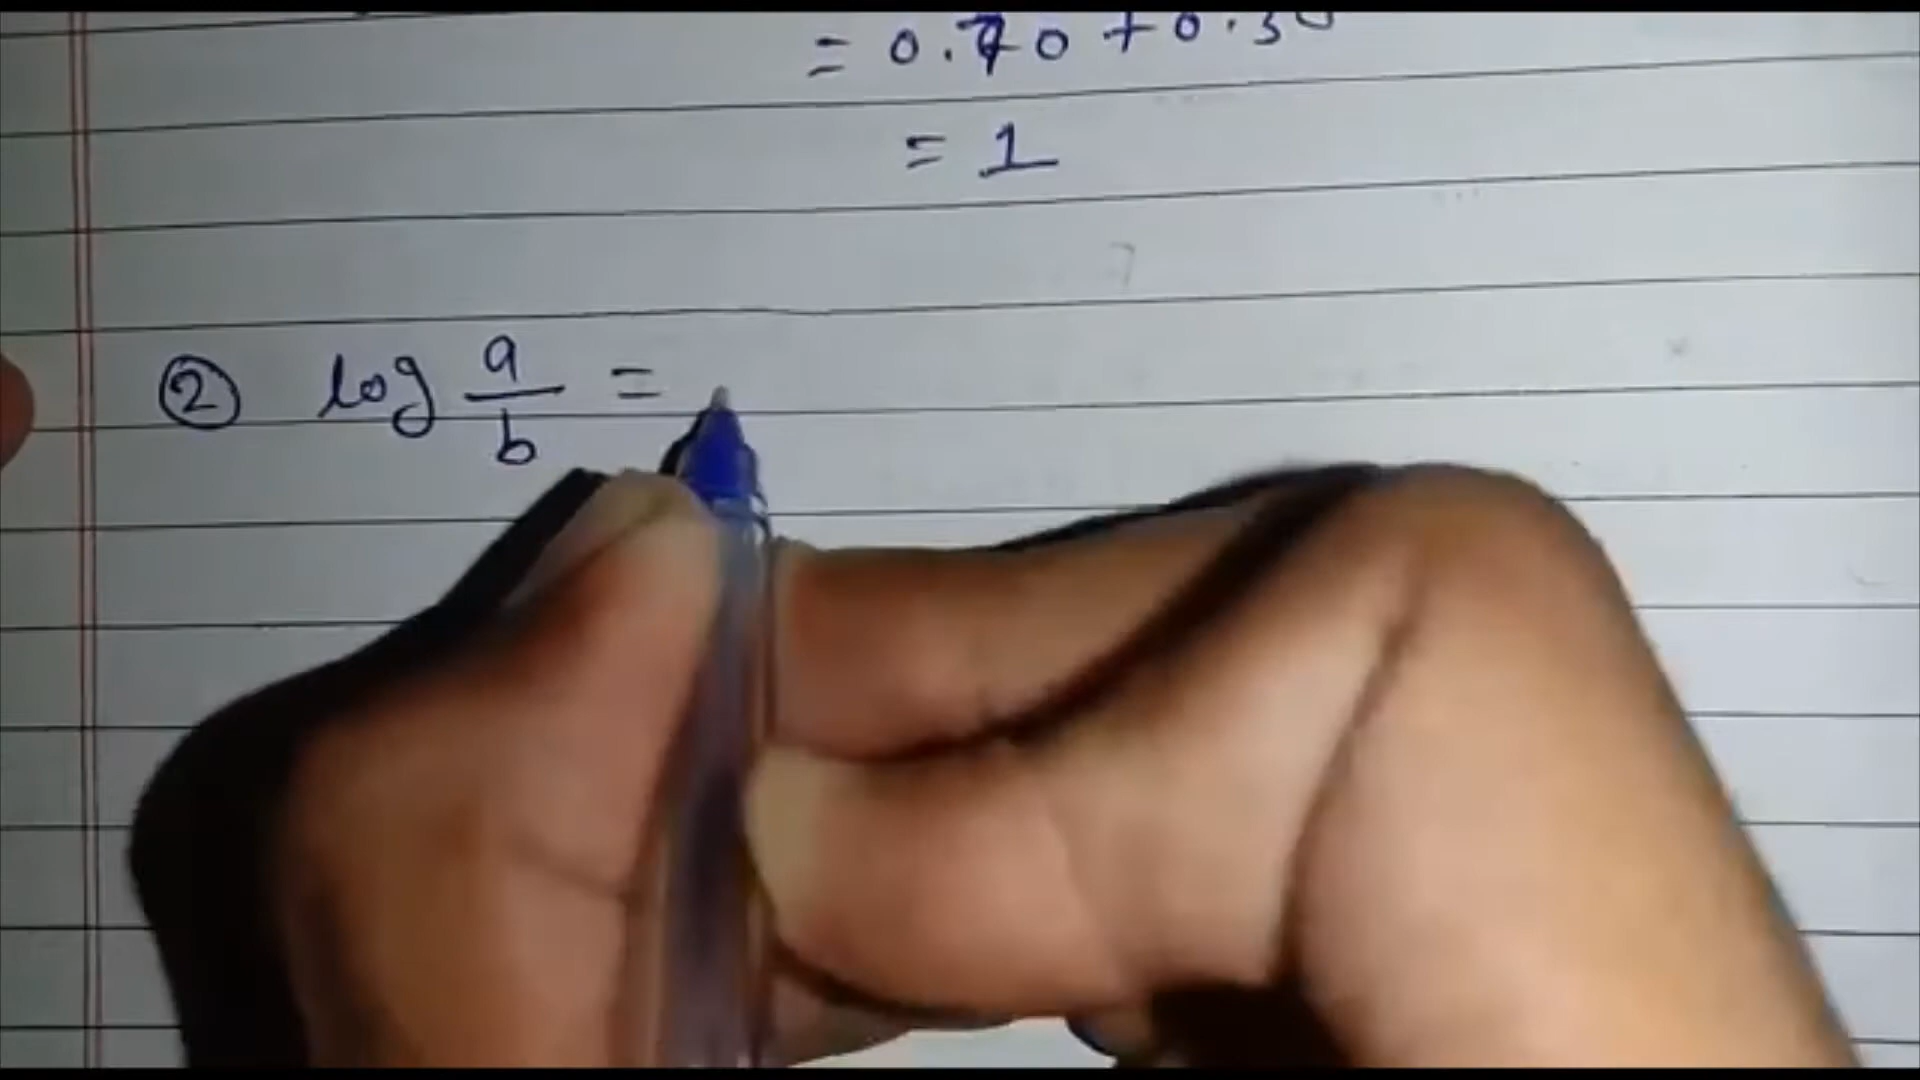 = 0.70 + 0.30
= 1
② log a/b =